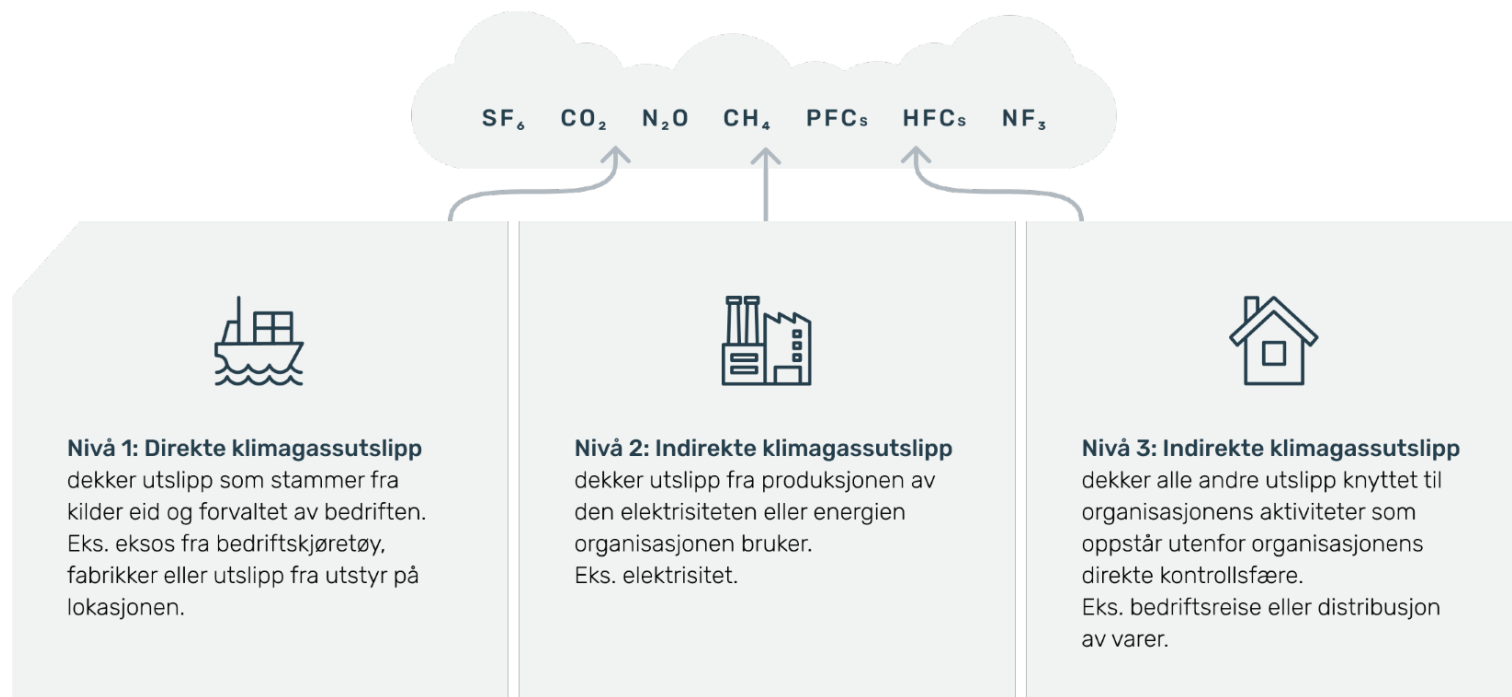 SF₆ CO₂ N₂O CH₄ PFCs HFCs NF₃
Nivå 1: Direkte klimagassutslipp
dekker utslipp som stammer fra
kilder eid og forvaltet av bedriften.
Eks. eksos fra bedriftskjøretøy,
fabrikker eller utslipp fra utstyr på
lokasjonen.
Nivå 2: Indirekte klimagassutslipp
dekker utslipp fra produksjonen av
den elektrisiteten eller energien
organisasjonen bruker.
Eks. elektrisitet.
Nivå 3: Indirekte klimagassutslipp
dekker alle andre utslipp knyttet til
organisasjonens aktiviteter som
oppstår utenfor organisasjonens
direkte kontrollsfære.
Eks. bedriftsreise eller distribusjon
av varer.